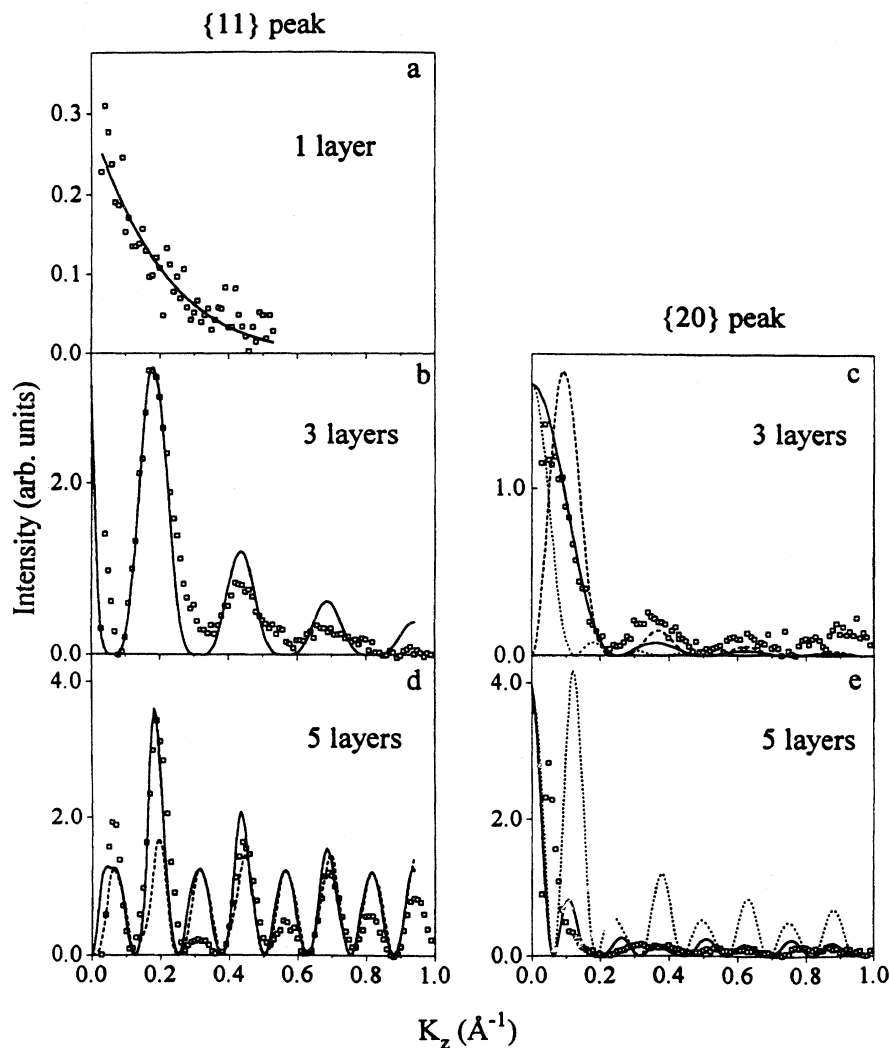 {11} peak
a
0.3
1 layer
0.2
0.1
0.0
{20} peak
b
3 layers
2.0
0.0
c
3 layers
1.0
0.0
Intensity (arb. units)
d
4.0
5 layers
2.0
0.0
0.0 0.2 0.4 0.6 0.8 1.0
e
4.0
5 layers
2.0
0.0
0.0 0.2 0.4 0.6 0.8 1.0
K_z (Å⁻¹)